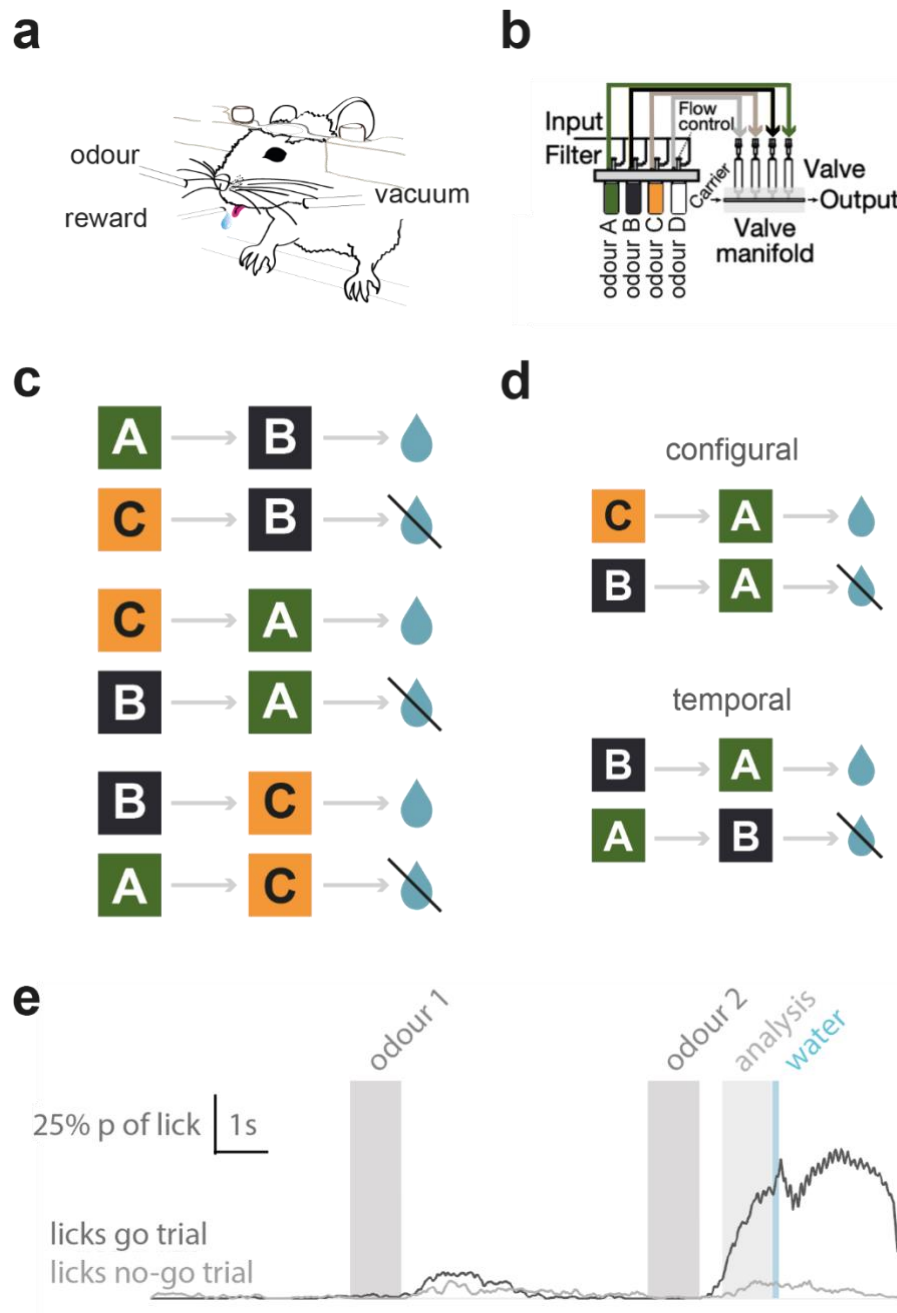 a
odour
reward
vacuum
b
Input
Filter
Flow
control
Carrier
Valve
Output
Valve
manifold
odour A
odour B
odour C
odour D
c
A B
C B
C A
B A
B C
A C
d
configural
C A
B A
temporal
B A
A B
e
odour 1
odour 2
analysis
water
25% p of lick 1s
licks go trial
licks no-go trial